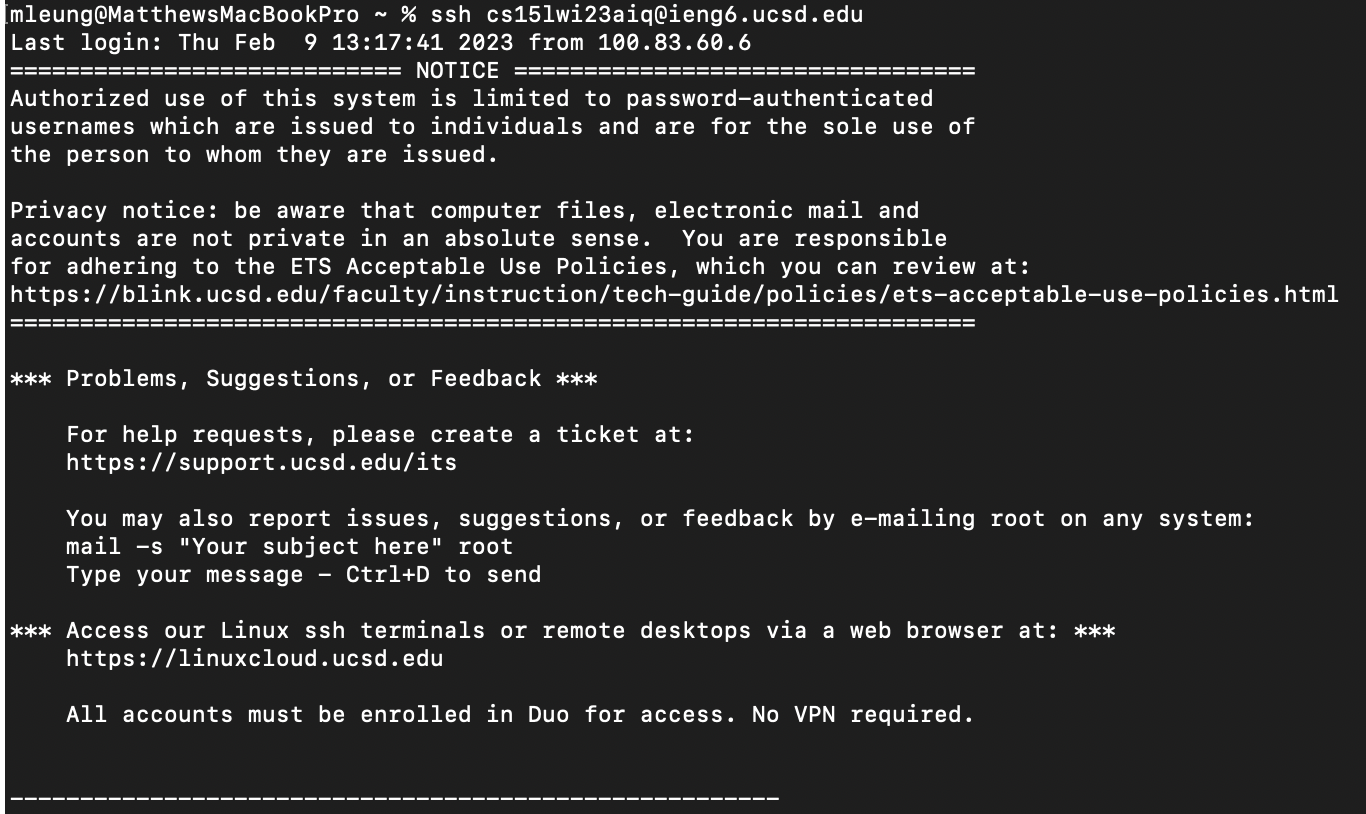 mleung@MatthewsMacBookPro ~ % ssh cs15lwi23aiq@ieng6.ucsd.edu
Last login: Thu Feb  9 13:17:41 2023 from 100.83.60.6
============================ NOTICE =================================
Authorized use of this system is limited to password-authenticated
usernames which are issued to individuals and are for the sole use of
the person to whom they are issued.

Privacy notice: be aware that computer files, electronic mail and
accounts are not private in an absolute sense.  You are responsible
for adhering to the ETS Acceptable Use Policies, which you can review at:
https://blink.ucsd.edu/faculty/instruction/tech-guide/policies/ets-acceptable-use-policies.html
=====================================================================

*** Problems, Suggestions, or Feedback ***

    For help requests, please create a ticket at:
    https://support.ucsd.edu/its

    You may also report issues, suggestions, or feedback by e-mailing root on any system:
    mail -s "Your subject here" root
    Type your message - Ctrl+D to send

*** Access our Linux ssh terminals or remote desktops via a web browser at: ***
    https://linuxcloud.ucsd.edu

    All accounts must be enrolled in Duo for access. No VPN required.


-------------------------------------------------------